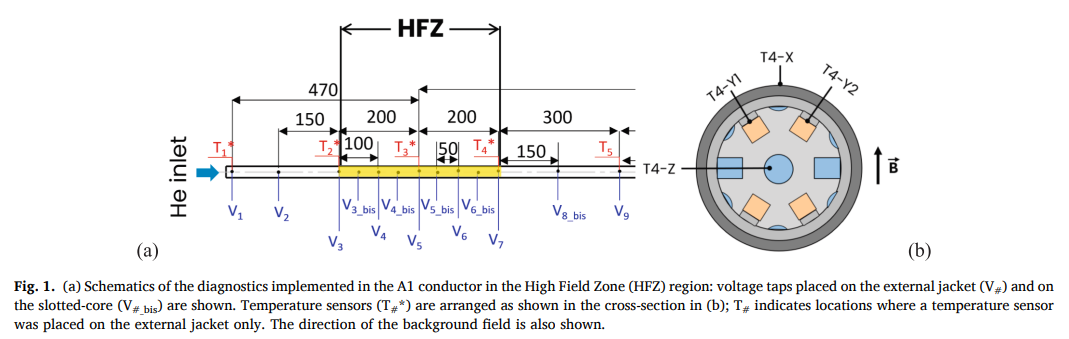 HFZ
470
150
200
200
300
100
50
150
He inlet
T1*
T2*
T3*
T4*
T5
V1
V2
V3
V3_bis
V4
V4_bis
V5
V5_bis
V6
V6_bis
V7
V8_bis
V9
(a)
T4-X
T4-Y1
T4-Y2
T4-Z
B
(b)
Fig. 1. (a) Schematics of the diagnostics implemented in the A1 conductor in the High Field Zone (HFZ) region: voltage taps placed on the external jacket (V#) and on
the slotted-core (V#_bis) are shown. Temperature sensors (T#*) are arranged as shown in the cross-section in (b); T# indicates locations where a temperature sensor
was placed on the external jacket only. The direction of the background field is also shown.